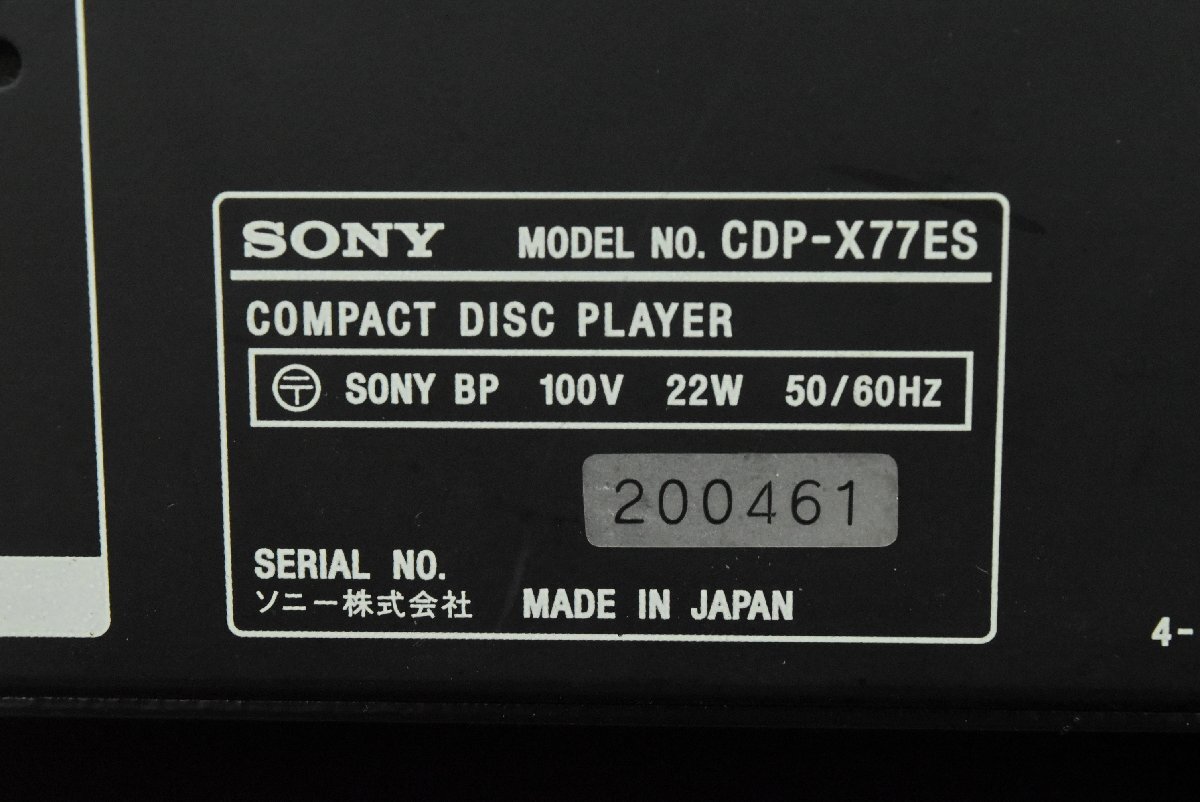 SONY MODEL NO. CDP-X77ES
COMPACT DISC PLAYER
〒 SONY BP 100V 22W 50/60Hz
200461
SERIAL NO.
ソニー株式会社 MADE IN JAPAN
4-